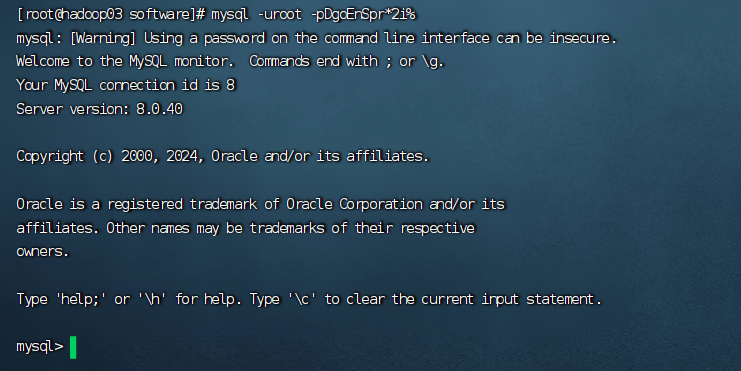 [root@hadoop03 software]# mysql -uroot -pDgoEnSpr*2i%
mysql: [Warning] Using a password on the command line interface can be insecure.
Welcome to the MySQL monitor.  Commands end with ; or \g.
Your MySQL connection id is 8
Server version: 8.0.40
Copyright (c) 2000, 2024, Oracle and/or its affiliates.
Oracle is a registered trademark of Oracle Corporation and/or its
affiliates. Other names may be trademarks of their respective
owners.
Type 'help;' or '\h' for help. Type '\c' to clear the current input statement.
mysql>